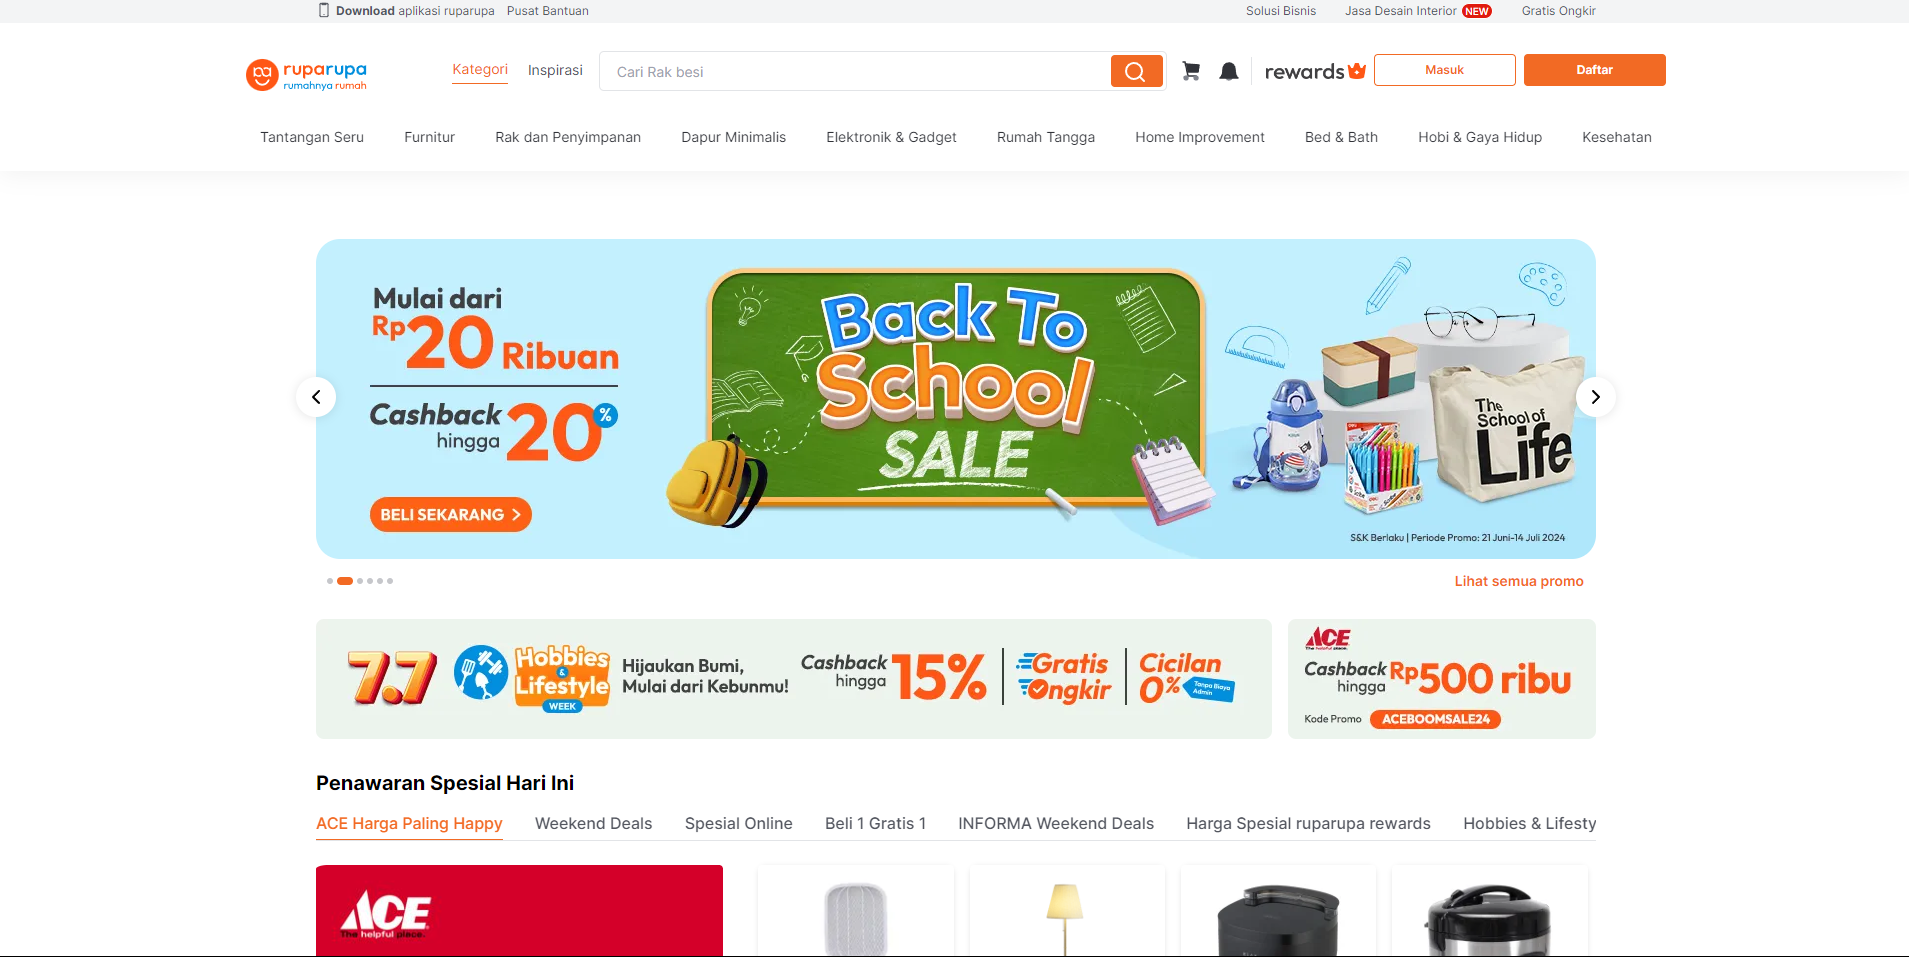 Download aplikasi ruparupa Pusat Bantuan Solusi Bisnis Jasa Desain Interior NEW Gratis Ongkir
ruparupa
rumahnya rumah
Kategori Inspirasi Cari Rak besi rewards Masuk Daftar
Tantangan Seru Furnitur Rak dan Penyimpanan Dapur Minimalis Elektronik & Gadget Rumah Tangga Home Improvement Bed & Bath Hobi & Gaya Hidup Kesehatan
Mulai dari
Rp20 Ribuan
Cashback
hingga
20%
BELI SEKARANG
Back To
School
SALE
The
School of
Life
S&K Berlaku | Periode Promo: 21 Juni-14 Juli 2024
Lihat semua promo
7.7
Hobbies
&
Lifestyle
WEEK
Hijaukan Bumi,
Mulai dari Kebunmu!
Cashback
hingga
15%
Gratis
Ongkir
Cicilan
0%
Tanpa Biaya
Admin
ACE
The helpful place.
Cashback
hingga
Rp500 ribu
Kode Promo ACEBOOMSALE24
Penawaran Spesial Hari Ini
ACE Harga Paling Happy Weekend Deals Spesial Online Beli 1 Gratis 1 INFORMA Weekend Deals Harga Spesial ruparupa rewards Hobbies & Lifesty
ACE
The helpful place.